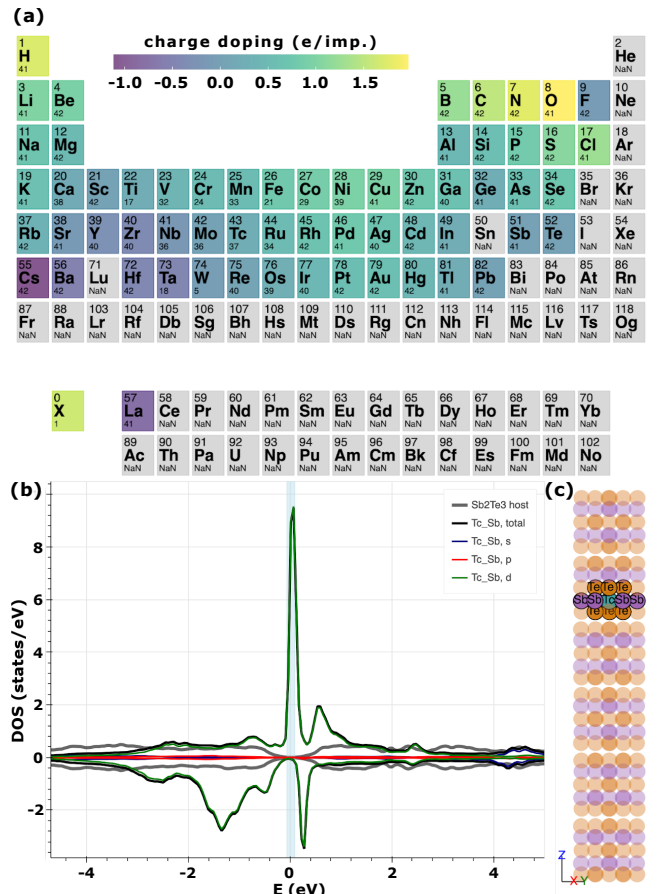 (a)
charge doping (e/imp.)
-1.0 -0.5 0.0 0.5 1.0 1.5
1 2
H He
41 NaN
3 4 5 6 7 8 9 10
Li Be B C N O F Ne
41 41 42 42 42 41 42 NaN
11 12 13 14 15 16 17 18
Na Mg Al Si P S Cl Ar
41 42 42 42 42 42 41 NaN
19 20 21 22 23 24 25 26 27 28 29 30 31 32 33 34 35 36
K Ca Sc Ti V Cr Mn Fe Co Ni Cu Zn Ga Ge As Se Br Kr
41 38 42 17 32 24 33 21 29 39 41 42 40 42 41 42 NaN NaN
37 38 39 40 41 42 43 44 45 46 47 48 49 50 51 52 53 54
Rb Sr Y Zr Nb Mo Tc Ru Rh Pd Ag Cd In Sn Sb Te I Xe
42 41 40 40 36 36 37 34 42 41 40 42 41 NaN 41 42 NaN NaN
55 56 71 72 73 74 75 76 77 78 79 80 81 82 83 84 85 86
Cs Ba Lu Hf Ta W Re Os Ir Pt Au Hg Tl Pb Bi Po At Rn
42 42 NaN 42 18 5 40 39 40 42 42 42 41 42 NaN NaN NaN NaN
87 88 103 104 105 106 107 108 109 110 111 112 113 114 115 116 117 118
Fr Ra Lr Rf Db Sg Bh Hs Mt Ds Rg Cn Nh Fl Mc Lv Ts Og
NaN NaN NaN NaN NaN NaN NaN NaN NaN NaN NaN NaN NaN NaN NaN NaN NaN NaN
0 57 58 59 60 61 62 63 64 65 66 67 68 69 70
X La Ce Pr Nd Pm Sm Eu Gd Tb Dy Ho Er Tm Yb
1 41 NaN NaN NaN NaN NaN NaN NaN NaN NaN NaN NaN NaN NaN
89 90 91 92 93 94 95 96 97 98 99 100 101 102
Ac Th Pa U Np Pu Am Cm Bk Cf Es Fm Md No
NaN NaN NaN NaN NaN NaN NaN NaN NaN NaN NaN NaN NaN NaN
(b)
DOS (states/eV)
8
6
4
2
0
-2
-4 -2 0 2 4
E (eV)
Sb2Te3 host
Tc_Sb, total
Tc_Sb, s
Tc_Sb, p
Tc_Sb, d
(c)
Te Te Te
Sb Sb Tc Sb Sb
Te Te Te
Z
X Y